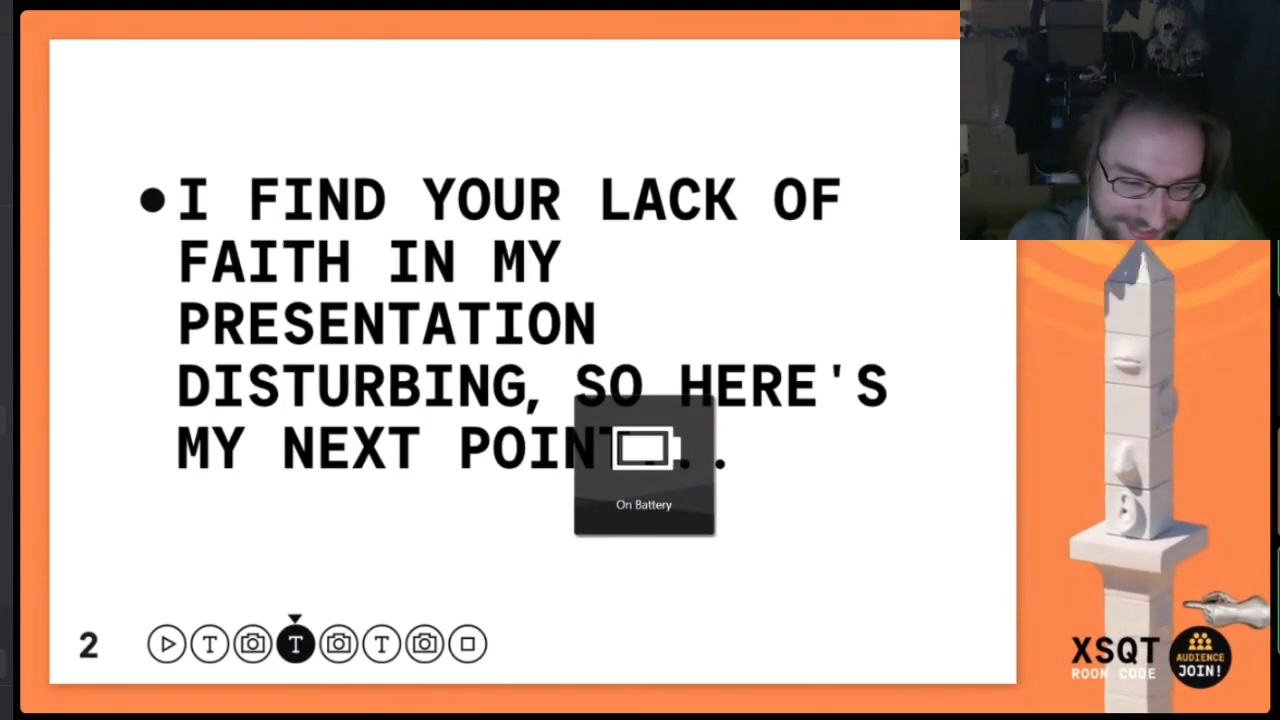 •I FIND YOUR LACK OF
FAITH IN MY
PRESENTATION
DISTURBING, SO HERE'S
MY NEXT POINT...
On Battery
2
T
T
T
XSQT
ROOM CODE
AUDIENCE
JOIN!